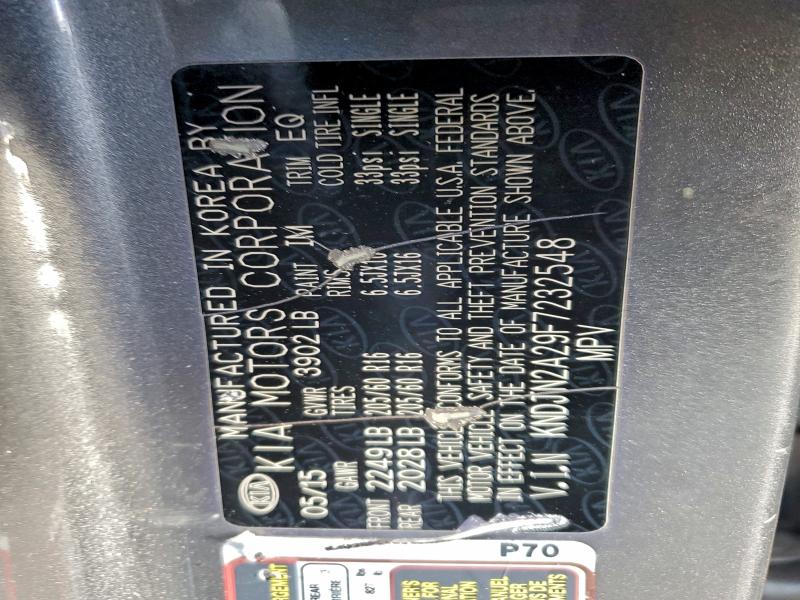 MANUFACTURED IN KOREA BY
KIA KIA MOTORS CORPORATION
05/15 GVWR 3902LB PAINT IM TRIM EQ
GAWR TIRES RIMS COLD TIRE INFL
FRONT 2249LB 205/60 R16 6.5JX16 33psi SINGLE
REAR 2028LB 205/60 R16 6.5JX16 33psi SINGLE
THIS VEHICLE CONFORMS TO ALL APPLICABLE U.S.A. FEDERAL
MOTOR VEHICLE SAFETY AND THEFT PREVENTION STANDARDS
IN EFFECT ON THE DATE OF MANUFACTURE SHOWN ABOVE.
V.I.N KNDJN2A29F7232548
MPV
P70